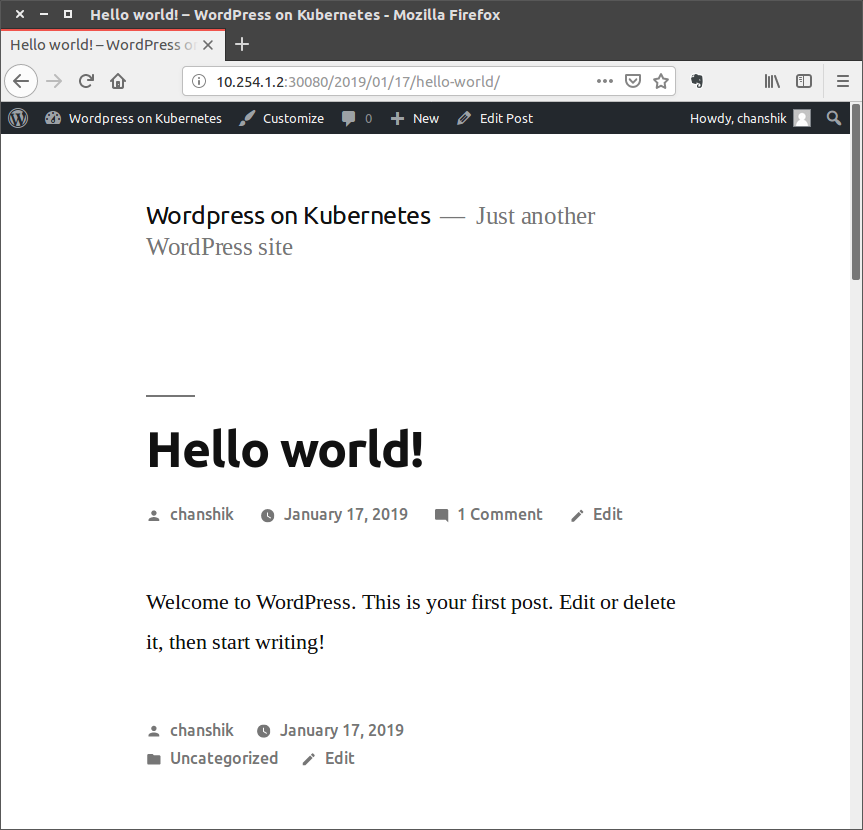 Hello world! – WordPress on Kubernetes - Mozilla Firefox
Hello world! – WordPress o
10.254.1.2:30080/2019/01/17/hello-world/
Wordpress on Kubernetes Customize 0 New Edit Post Howdy, chanshik
Wordpress on Kubernetes — Just another
WordPress site
Hello world!
chanshik January 17, 2019 1 Comment Edit
Welcome to WordPress. This is your first post. Edit or delete
it, then start writing!
chanshik January 17, 2019
Uncategorized Edit